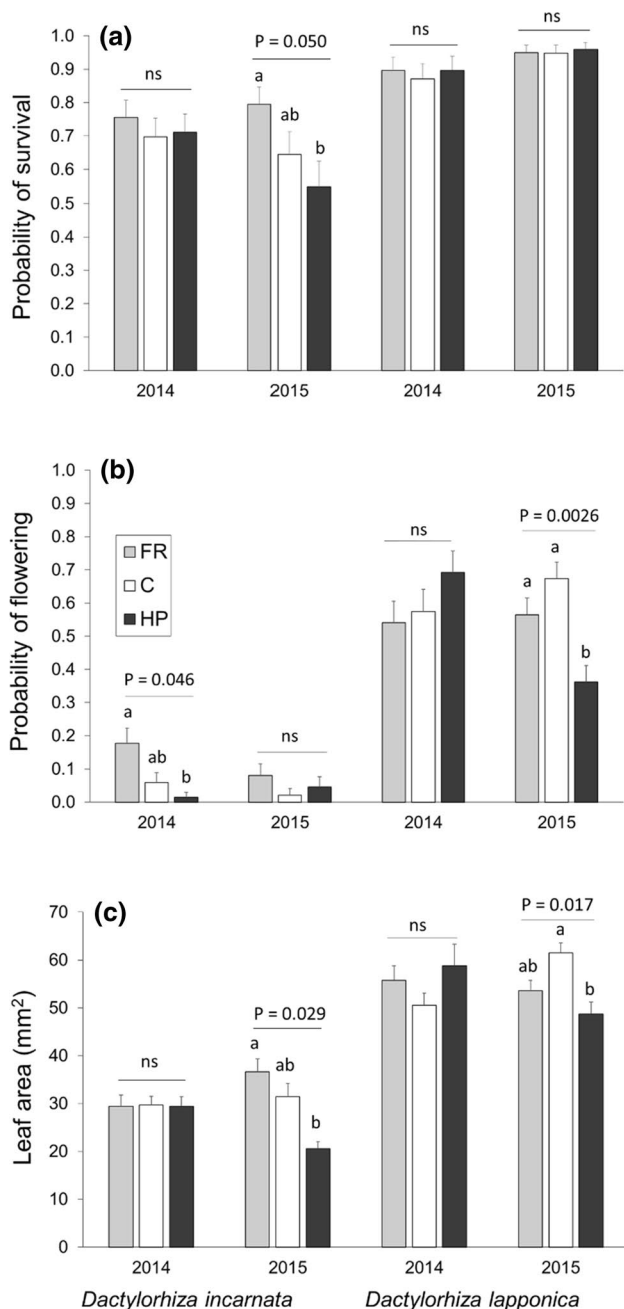 (a)
Probability of survival
1.0
0.9
0.8
0.7
0.6
0.5
0.4
0.3
0.2
0.1
0.0
ns
P = 0.050
a
ab
b
ns
ns
2014
2015
2014
2015
(b)
Probability of flowering
1.0
0.9
0.8
0.7
0.6
0.5
0.4
0.3
0.2
0.1
0.0
FR
C
HP
P = 0.046
a
ab
b
ns
ns
P = 0.0026
a
a
b
2014
2015
2014
2015
(c)
Leaf area (mm²)
70
60
50
40
30
20
10
0
ns
P = 0.029
a
ab
b
ns
P = 0.017
ab
a
b
2014
2015
2014
2015
Dactylorhiza incarnata
Dactylorhiza lapponica